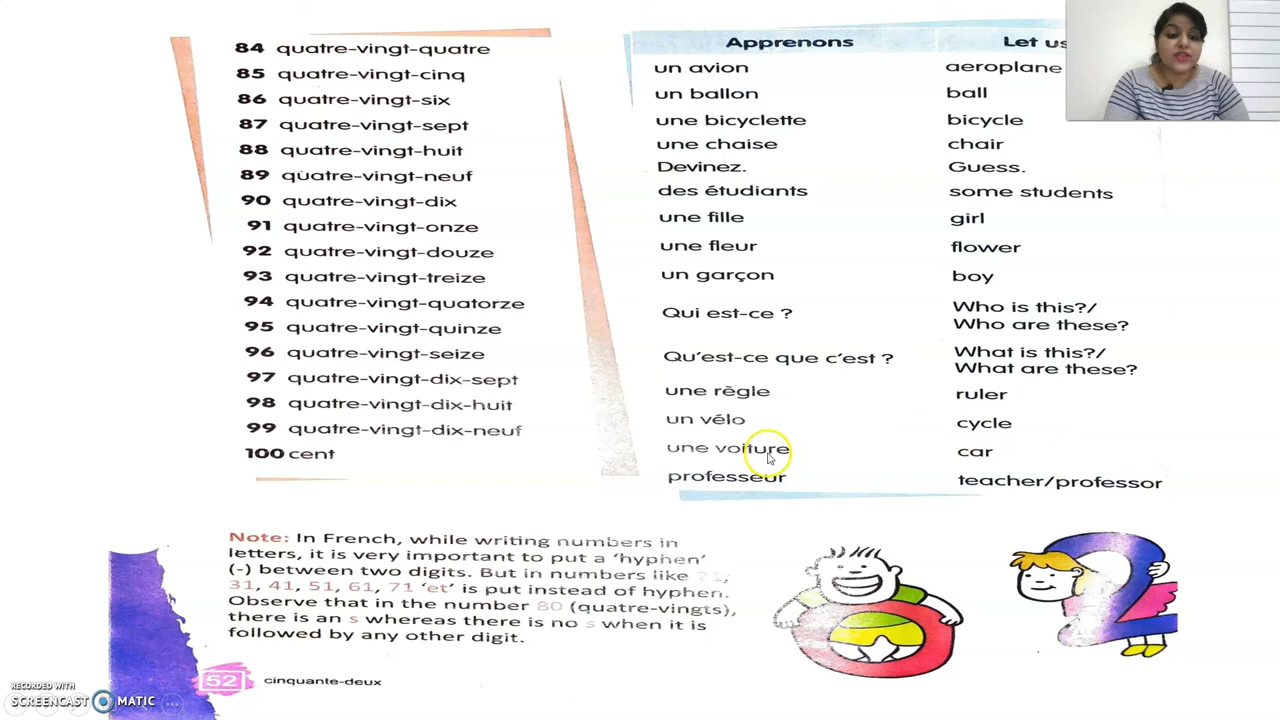 84 quatre-vingt-quatre
85 quatre-vingt-cinq
86 quatre-vingt-six
87 quatre-vingt-sept
88 quatre-vingt-huit
89 quatre-vingt-neuf
90 quatre-vingt-dix
91 quatre-vingt-onze
92 quatre-vingt-douze
93 quatre-vingt-treize
94 quatre-vingt-quatorze
95 quatre-vingt-quinze
96 quatre-vingt-seize
97 quatre-vingt-dix-sept
98 quatre-vingt-dix-huit
99 quatre-vingt-dix-neuf
100 cent
Apprenons Let us
un avion aeroplane
un ballon ball
une bicyclette bicycle
une chaise chair
Devinez. Guess.
des étudiants some students
une fille girl
une fleur flower
un garçon boy
Qui est-ce ? Who is this?/
Who are these?
Qu'est-ce que c'est ? What is this?/
What are these?
une règle ruler
un vélo cycle
une voiture car
professeur teacher/professor
Note: In French, while writing numbers in
letters, it is very important to put a 'hyphen'
(-) between two digits. But in numbers like 21,
31, 41, 51, 61, 71 'et' is put instead of hyphen.
Observe that in the number 80 (quatre-vingts),
there is an s whereas there is no s when it is
followed by any other digit.
52 cinquante-deux
RECORDED WITH
SCREENCAST MATIC